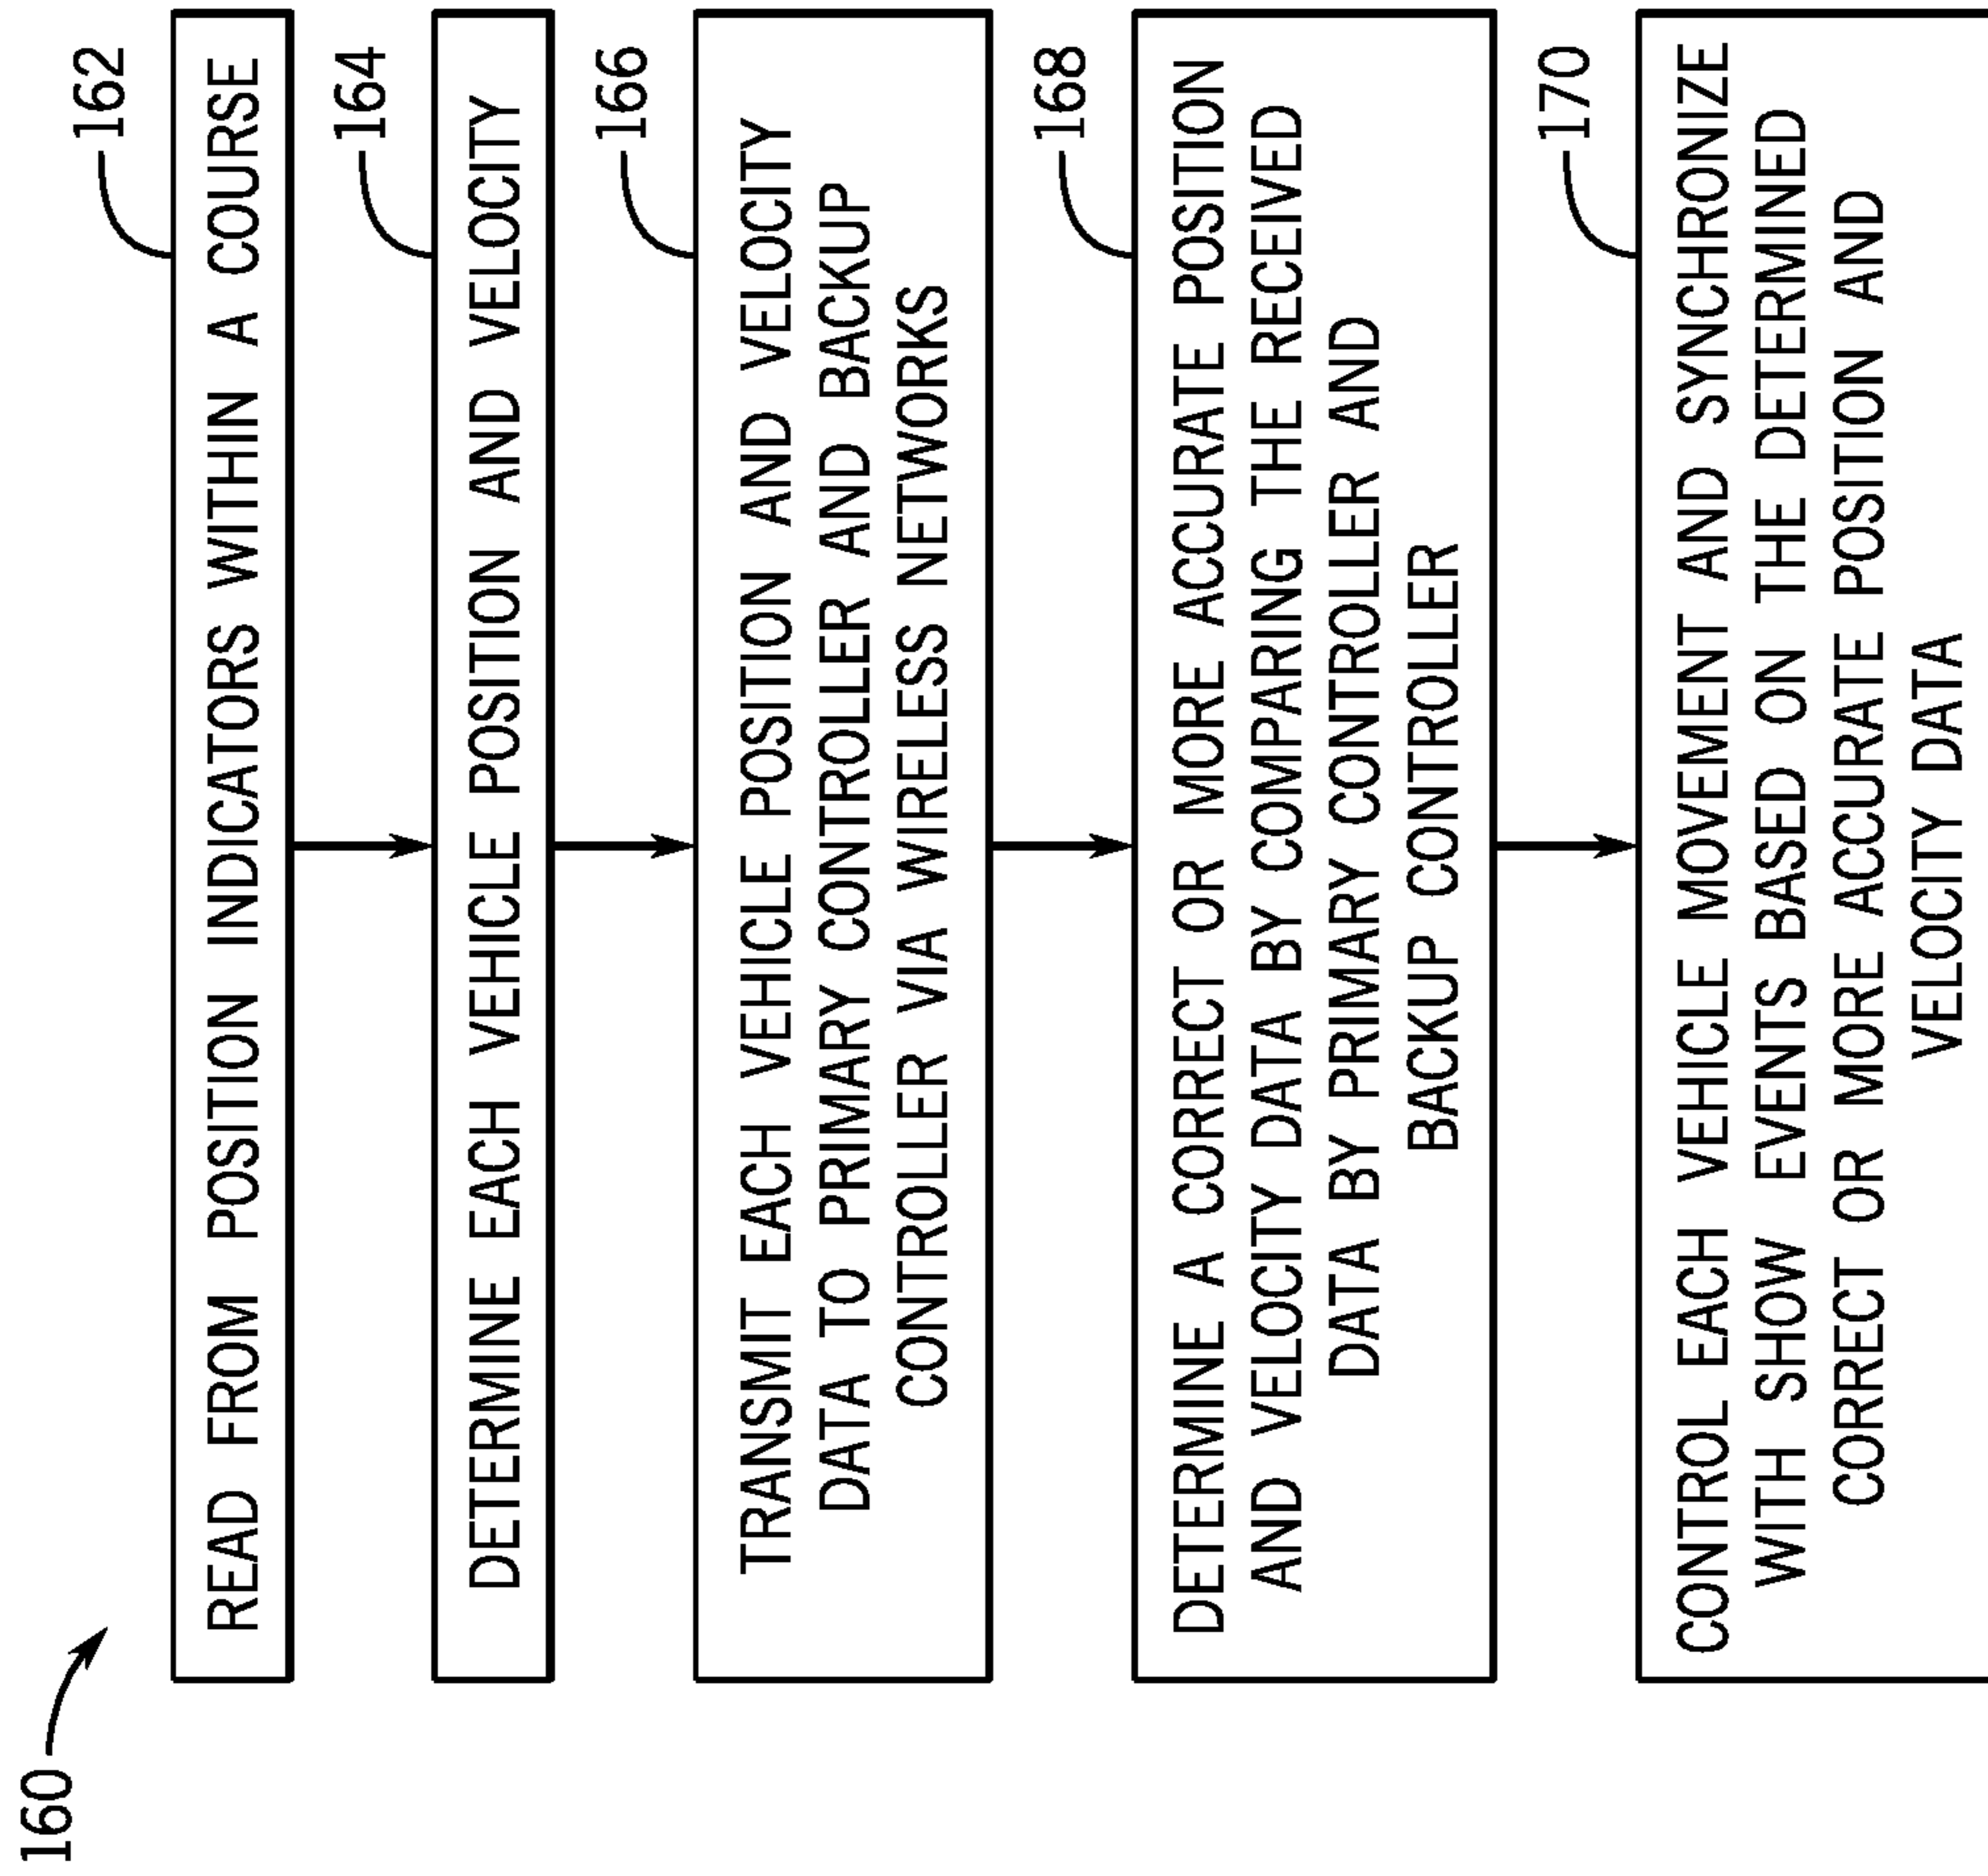 160
162
READ FROM POSITION INDICATORS WITHIN A COURSE
164
DETERMINE EACH VEHICLE POSITION AND VELOCITY
166
TRANSMIT EACH VEHICLE POSITION AND VELOCITY
DATA TO PRIMARY CONTROLLER AND BACKUP
CONTROLLER VIA WIRELESS NETWORKS
168
DETERMINE A CORRECT OR MORE ACCURATE POSITION
AND VELOCITY DATA BY COMPARING THE RECEIVED
DATA BY PRIMARY CONTROLLER AND
BACKUP CONTROLLER
170
CONTROL EACH VEHICLE MOVEMENT AND SYNCHRONIZE
WITH SHOW EVENTS BASED ON THE DETERMINED
CORRECT OR MORE ACCURATE POSITION AND
VELOCITY DATA